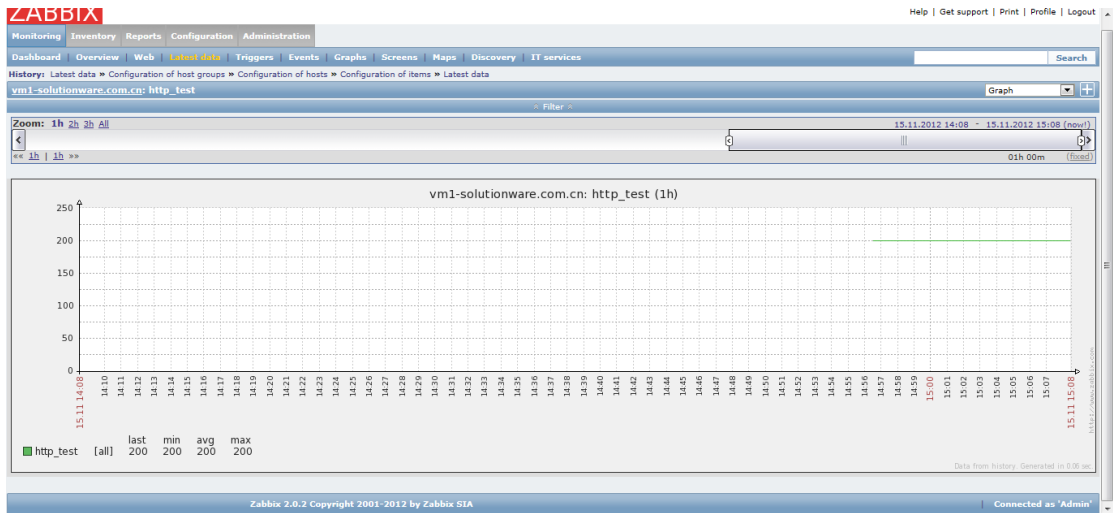 ZABBIX
Help | Get support | Print | Profile | Logout
Monitoring Inventory Reports Configuration Administration
Dashboard | Overview | Web | Latest data | Triggers | Events | Graphs | Screens | Maps | Discovery | IT services Search
History: Latest data » Configuration of host groups » Configuration of hosts » Configuration of items » Latest data
vm1-solutionware.com.cn: http_test Graph
Filter
Zoom: 1h 2h 3h All 15.11.2012 14:08 - 15.11.2012 15:08 (now!)
«« 1h | 1h »» 01h 00m (fixed)
vm1-solutionware.com.cn: http_test (1h)
250
200
150
100
50
0
15.11 14:08 14:10 14:11 14:12 14:13 14:14 14:15 14:16 14:17 14:18 14:19 14:20 14:21 14:22 14:23 14:24 14:25 14:26 14:27 14:28 14:29 14:30 14:31 14:32 14:33 14:34 14:35 14:36 14:37 14:38 14:39 14:40 14:41 14:42 14:43 14:44 14:45 14:46 14:47 14:48 14:49 14:50 14:51 14:52 14:53 14:54 14:55 14:56 14:57 14:58 14:59 15:00 15:01 15:02 15:03 15:04 15:05 15:06 15:07 15.11 15:08
http://www.zabbix.com
last min avg max
http_test [all] 200 200 200 200
Data from history. Generated in 0.06 sec
Zabbix 2.0.2 Copyright 2001-2012 by Zabbix SIA | Connected as 'Admin'